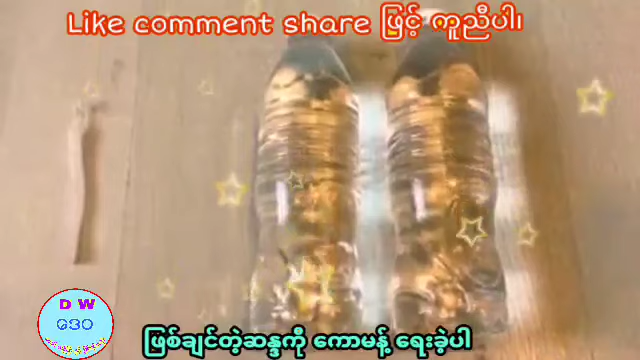 Like comment share ဖြင့် ကူညီပါ၊
D W
ဖြစ်ချင်တဲ့ဆန္ဒကို ကောမန့် ရေးခဲ့ပါ